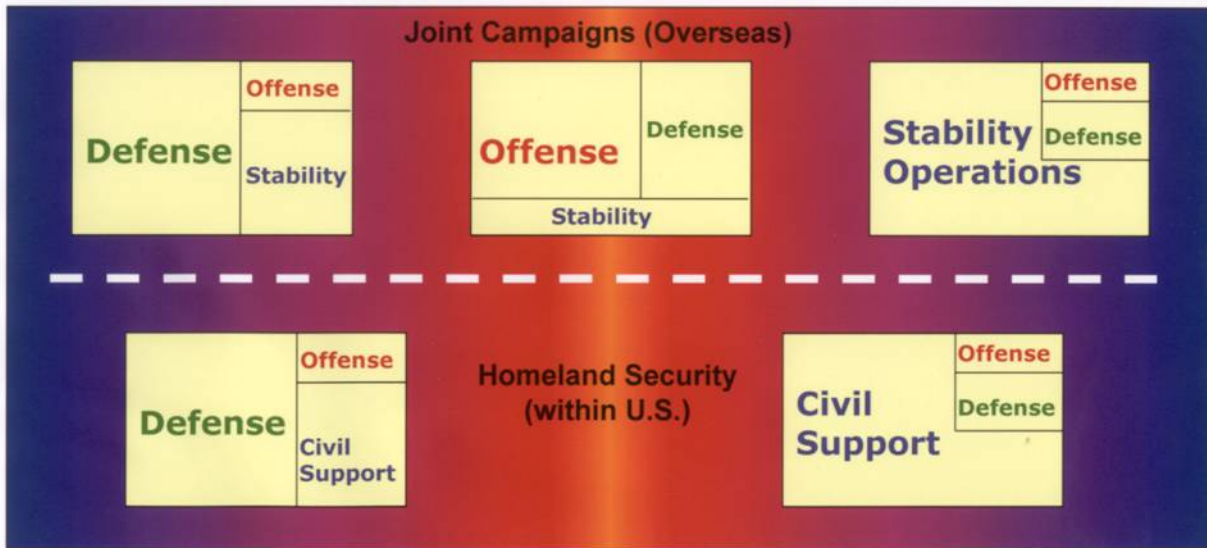 Joint Campaigns (Overseas)
Defense
Offense
Stability
Offense
Defense
Stability
Stability
Operations
Offense
Defense
Defense
Offense
Civil
Support
Homeland Security
(within U.S.)
Civil
Support
Offense
Defense